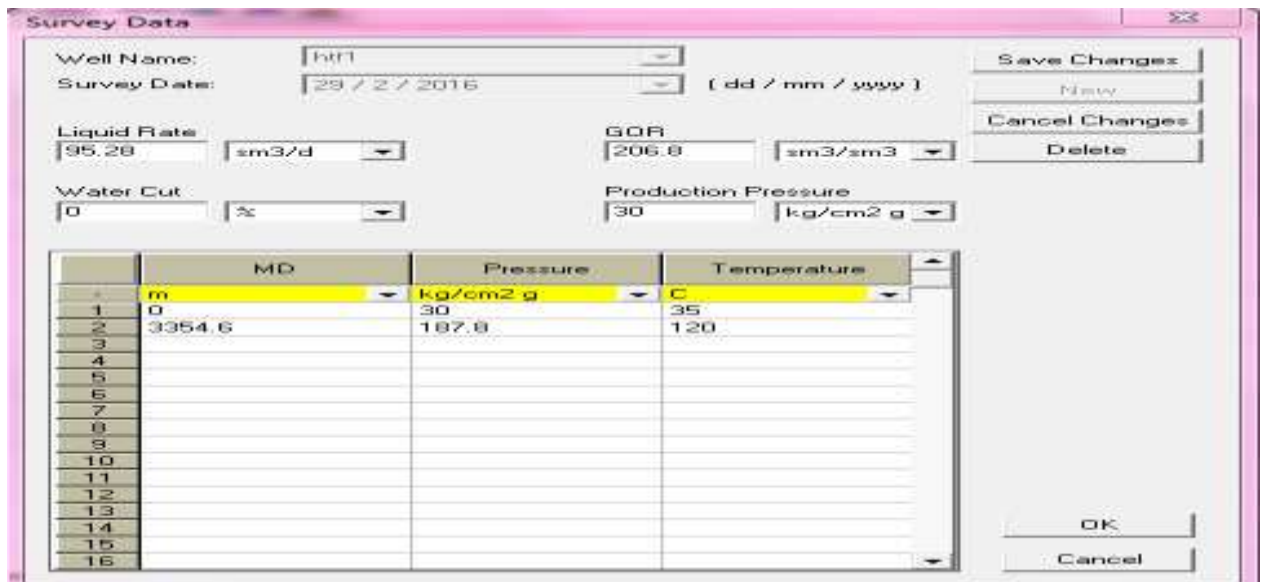 Survey Data
Well Name: htf1
Survey Date: 29 / 2 / 2016 [ dd / mm / yyyy ]
Save Changes
New
Cancel Changes
Delete
Liquid Rate GOR
95.28 sm3/d 206.8 sm3/sm3
Water Cut Production Pressure
0 % 30 kg/cm2 g
MD Pressure Temperature
m kg/cm2 g C
1 0 30 35
2 3354.6 187.8 120
3
4
5
6
7
8
9
10
11
12
13
14
15
16
OK
Cancel